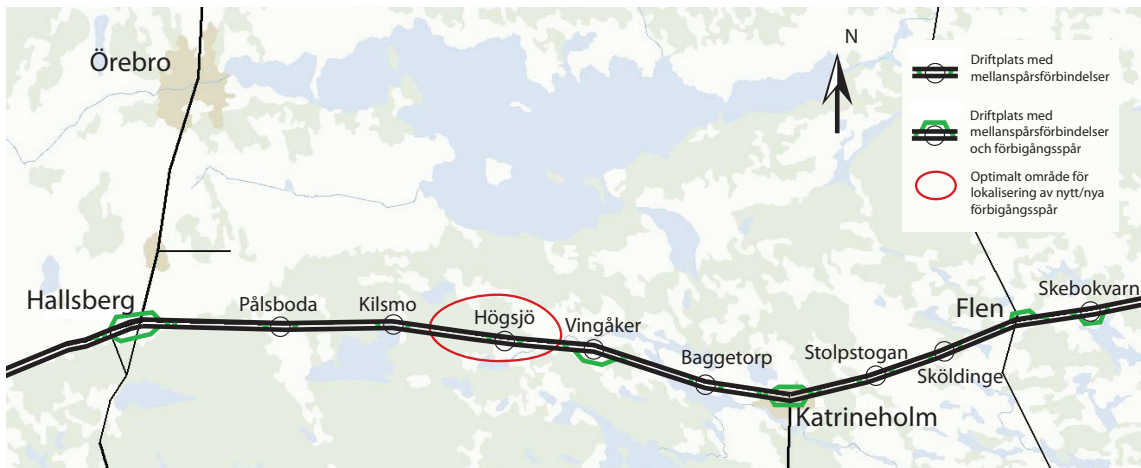 Örebro
N
Driftplats med
mellanspårsförbindelser
Driftplats med
mellanspårsförbindelser
och förbigångsspår
Optimalt område för
lokalisering av nytt/nya
förbigångsspår
Hallsberg
Pålsboda
Kilsmo
Högsjö
Vingåker
Baggetorp
Katrineholm
Stolpstogan
Sköldinge
Flen
Skebokvarn